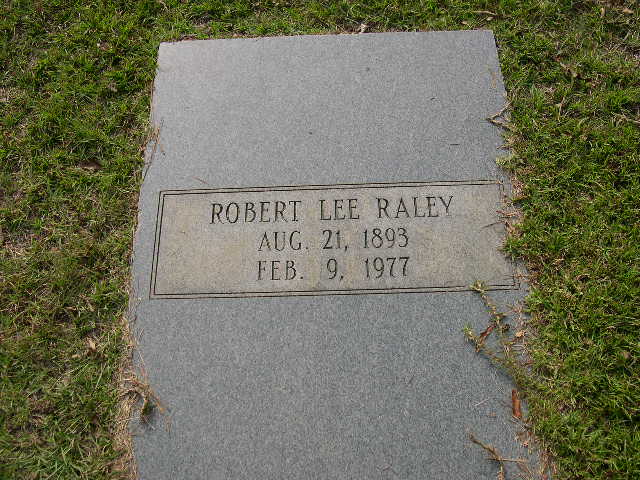 ROBERT LEE RALEY
AUG. 21, 1893
FEB. 9, 1977